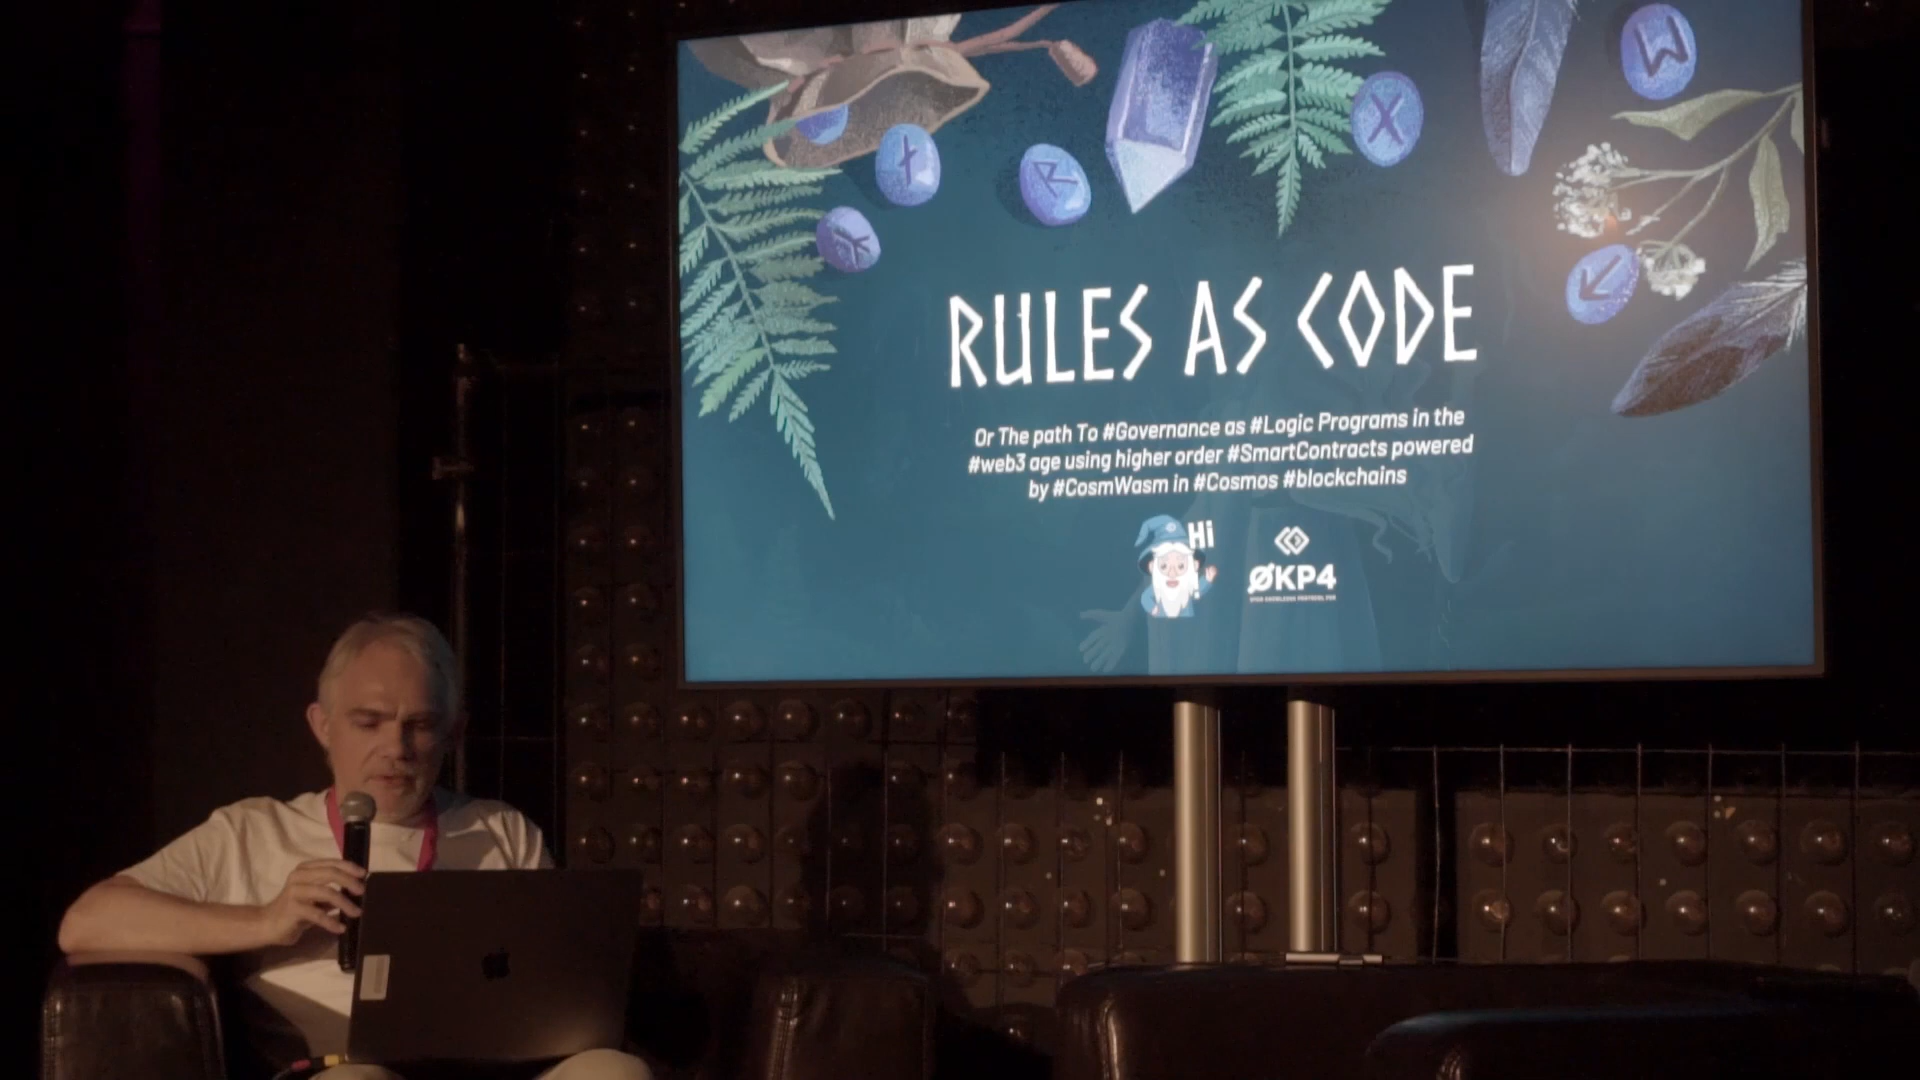 RULES AS CODE
Or The path To #Governance as #Logic Programs in the
#web3 age using higher order #SmartContracts powered
by #CosmWasm in #Cosmos #blockchains
Hi
ØKP4